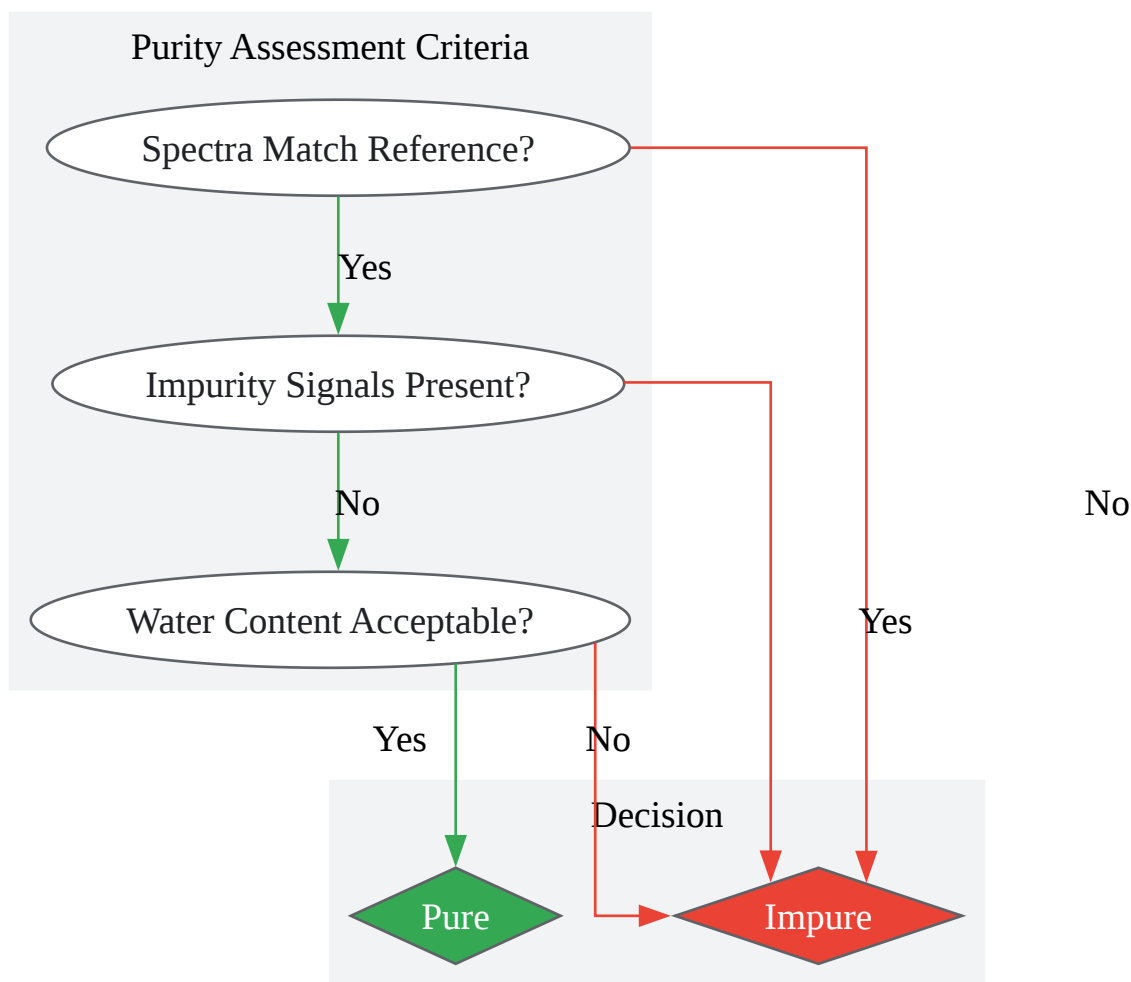 Purity Assessment Criteria
Spectra Match Reference?
Yes
Impurity Signals Present?
No
No
Water Content Acceptable?
Yes
Yes
No
Decision
Pure
Impure